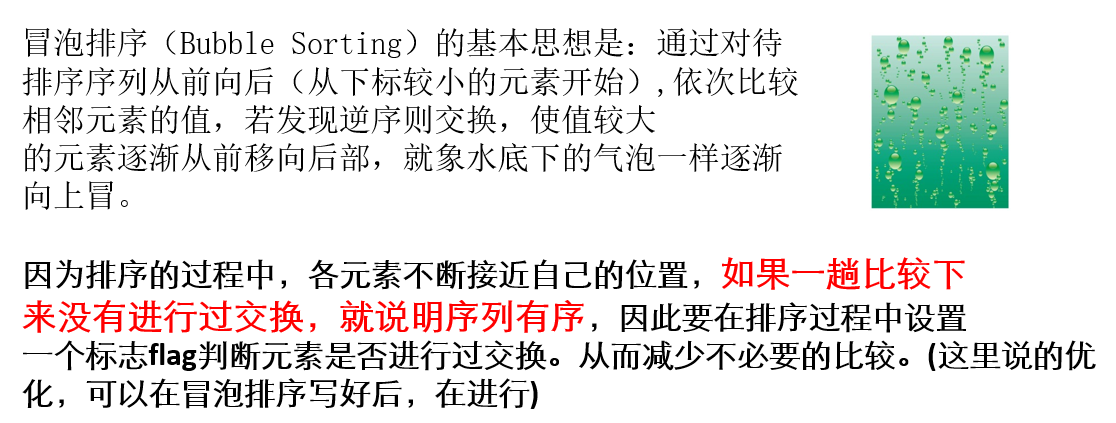 冒泡排序（Bubble Sorting）的基本思想是：通过对待
排序序列从前向后（从下标较小的元素开始）,依次比较
相邻元素的值，若发现逆序则交换，使值较大
的元素逐渐从前移向后部，就象水底下的气泡一样逐渐
向上冒。
因为排序的过程中，各元素不断接近自己的位置，如果一趟比较下
来没有进行过交换，就说明序列有序，因此要在排序过程中设置
一个标志flag判断元素是否进行过交换。从而减少不必要的比较。(这里说的优
化，可以在冒泡排序写好后，在进行)